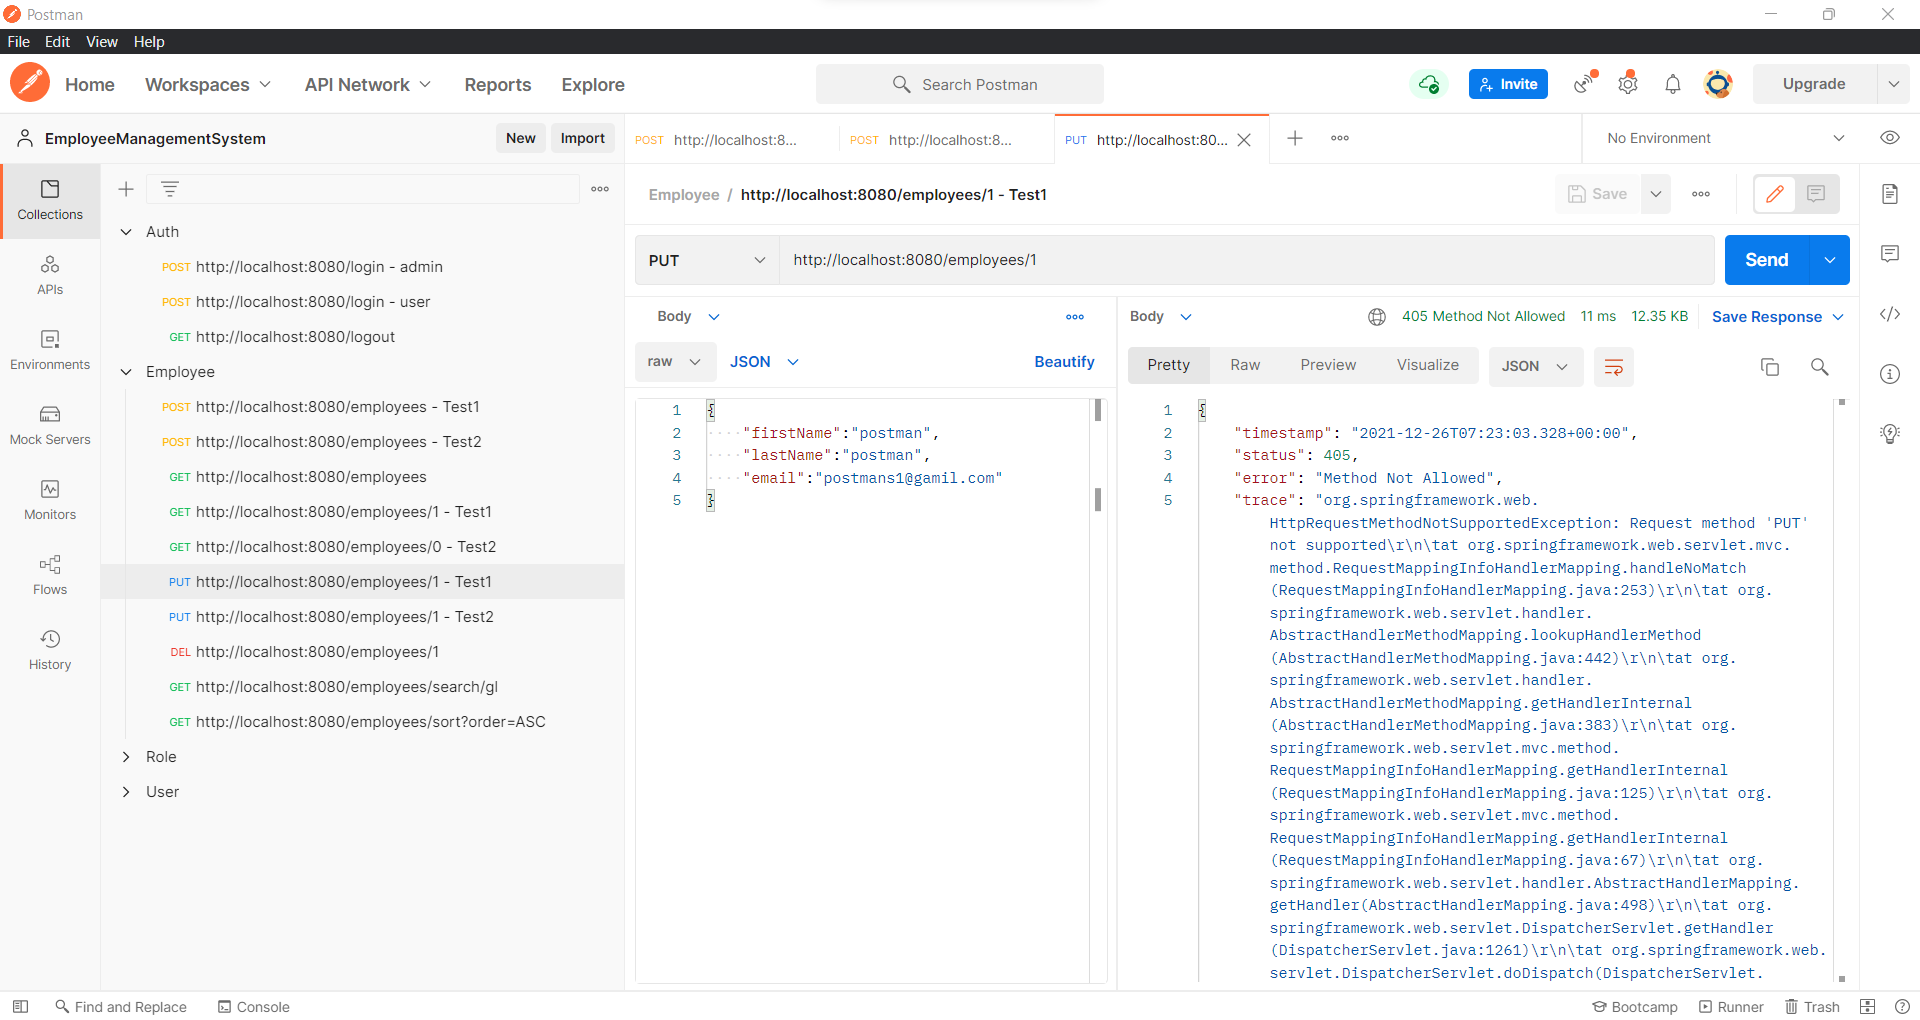 Postman
File Edit View Help
Home Workspaces API Network Reports Explore Search Postman Invite Upgrade
EmployeeManagementSystem New Import
POST http://localhost:8... POST http://localhost:8... PUT http://localhost:80... No Environment
Collections
APIs
Environments
Mock Servers
Monitors
Flows
History
Auth
POST http://localhost:8080/login - admin
POST http://localhost:8080/login - user
GET http://localhost:8080/logout
Employee
POST http://localhost:8080/employees - Test1
POST http://localhost:8080/employees - Test2
GET http://localhost:8080/employees
GET http://localhost:8080/employees/1 - Test1
GET http://localhost:8080/employees/0 - Test2
PUT http://localhost:8080/employees/1 - Test1
PUT http://localhost:8080/employees/1 - Test2
DEL http://localhost:8080/employees/1
GET http://localhost:8080/employees/search/gl
GET http://localhost:8080/employees/sort?order=ASC
Role
User
Employee / http://localhost:8080/employees/1 - Test1 Save
PUT http://localhost:8080/employees/1 Send
Body
raw JSON Beautify
1 {
2 "firstName":"postman",
3 "lastName":"postman",
4 "email":"postmans1@gamil.com"
5 }
Body 405 Method Not Allowed 11 ms 12.35 KB Save Response
Pretty Raw Preview Visualize JSON
1 {
2 "timestamp": "2021-12-26T07:23:03.328+00:00",
3 "status": 405,
4 "error": "Method Not Allowed",
5 "trace": "org.springframework.web.
HttpRequestMethodNotSupportedException: Request method 'PUT'
not supported\r\n\tat org.springframework.web.servlet.mvc.
method.RequestMappingInfoHandlerMapping.handleNoMatch
(RequestMappingInfoHandlerMapping.java:253)\r\n\tat org.
springframework.web.servlet.handler.
AbstractHandlerMethodMapping.lookupHandlerMethod
(AbstractHandlerMethodMapping.java:442)\r\n\tat org.
springframework.web.servlet.handler.
AbstractHandlerMethodMapping.getHandlerInternal
(AbstractHandlerMethodMapping.java:383)\r\n\tat org.
springframework.web.servlet.mvc.method.
RequestMappingInfoHandlerMapping.getHandlerInternal
(RequestMappingInfoHandlerMapping.java:125)\r\n\tat org.
springframework.web.servlet.mvc.method.
RequestMappingInfoHandlerMapping.getHandlerInternal
(RequestMappingInfoHandlerMapping.java:67)\r\n\tat org.
springframework.web.servlet.handler.AbstractHandlerMapping.
getHandler(AbstractHandlerMapping.java:498)\r\n\tat org.
springframework.web.servlet.DispatcherServlet.getHandler
(DispatcherServlet.java:1261)\r\n\tat org.springframework.web.
servlet.DispatcherServlet.doDispatch(DispatcherServlet.
Find and Replace Console Bootcamp Runner Trash